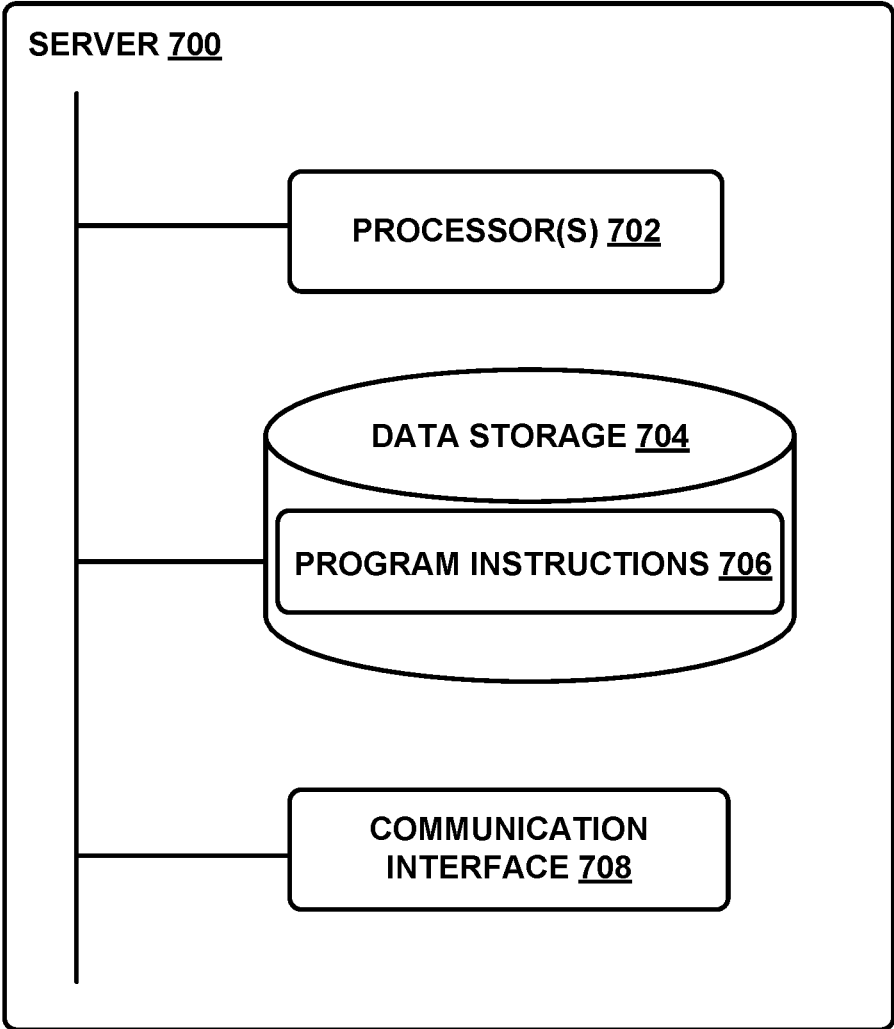 SERVER 700
PROCESSOR(S) 702
DATA STORAGE 704
PROGRAM INSTRUCTIONS 706
COMMUNICATION
INTERFACE 708